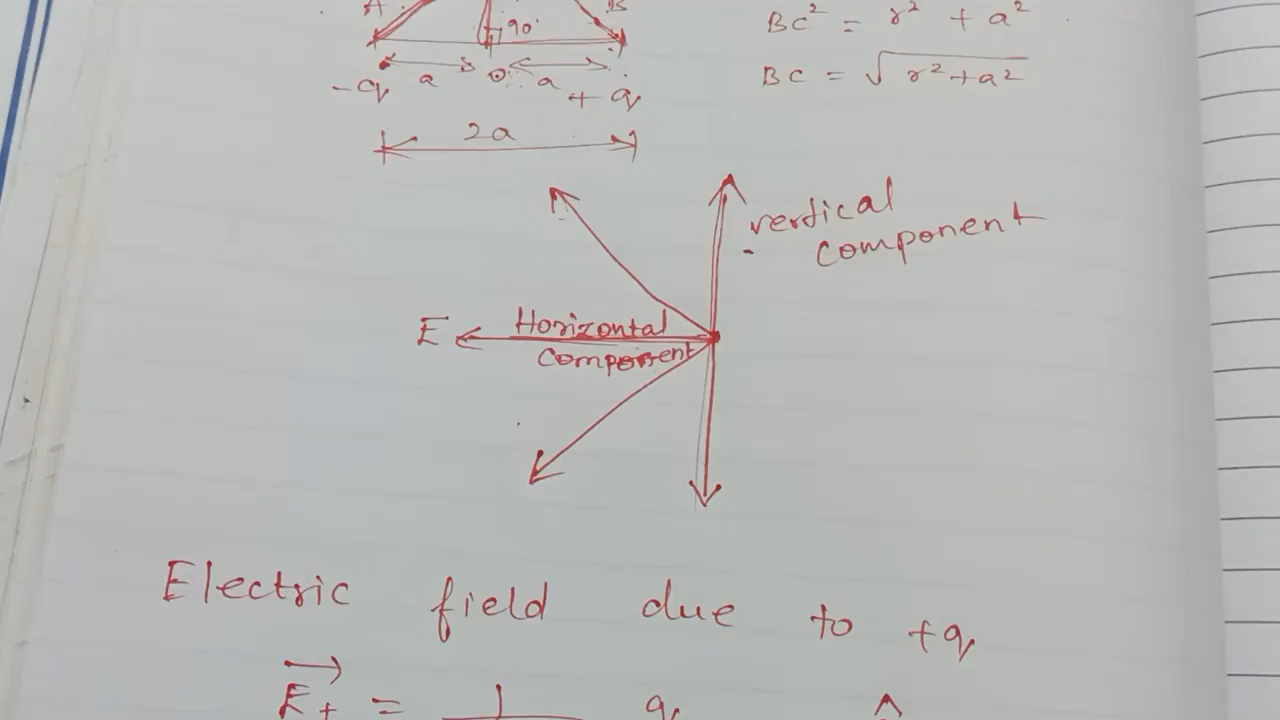 A B
90°
BC² = r² + a²
BC = √r²+a²
-q a O a +q
2a
vertical
component
E Horizontal
component
Electric field due to +q
E+ = 1 q